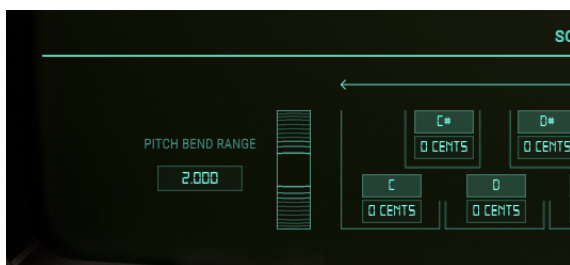 C# D#
PITCH BEND RANGE 0 CENTS 0 CENTS
2.000 C D
0 CENTS 0 CENTS